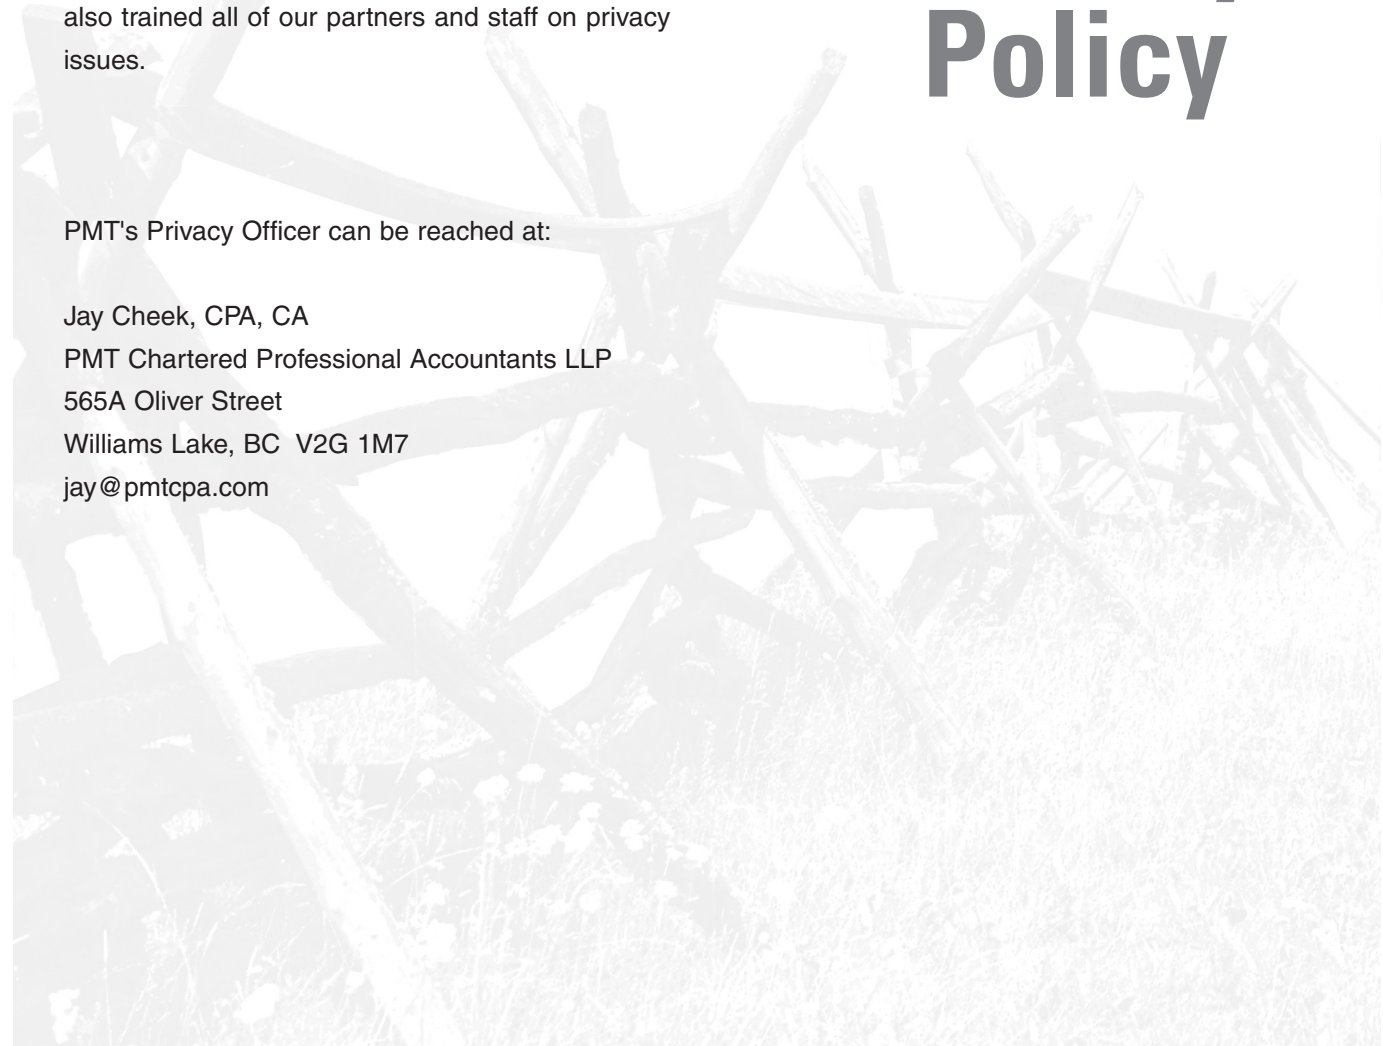 also trained all of our partners and staff on privacy
issues.
PMT's Privacy Officer can be reached at:
Jay Cheek, CPA, CA
PMT Chartered Professional Accountants LLP
565A Oliver Street
Williams Lake, BC  V2G 1M7
jay@pmtcpa.com
Policy